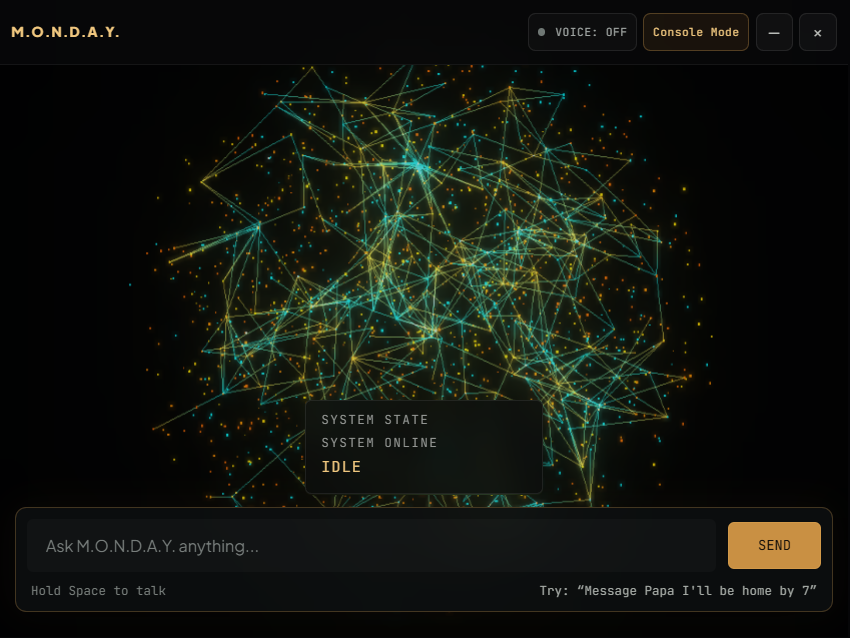 M.O.N.D.A.Y.
VOICE: OFF
Console Mode
—
×
SYSTEM STATE
SYSTEM ONLINE
IDLE
Ask M.O.N.D.A.Y. anything...
SEND
Hold Space to talk
Try: “Message Papa I'll be home by 7”